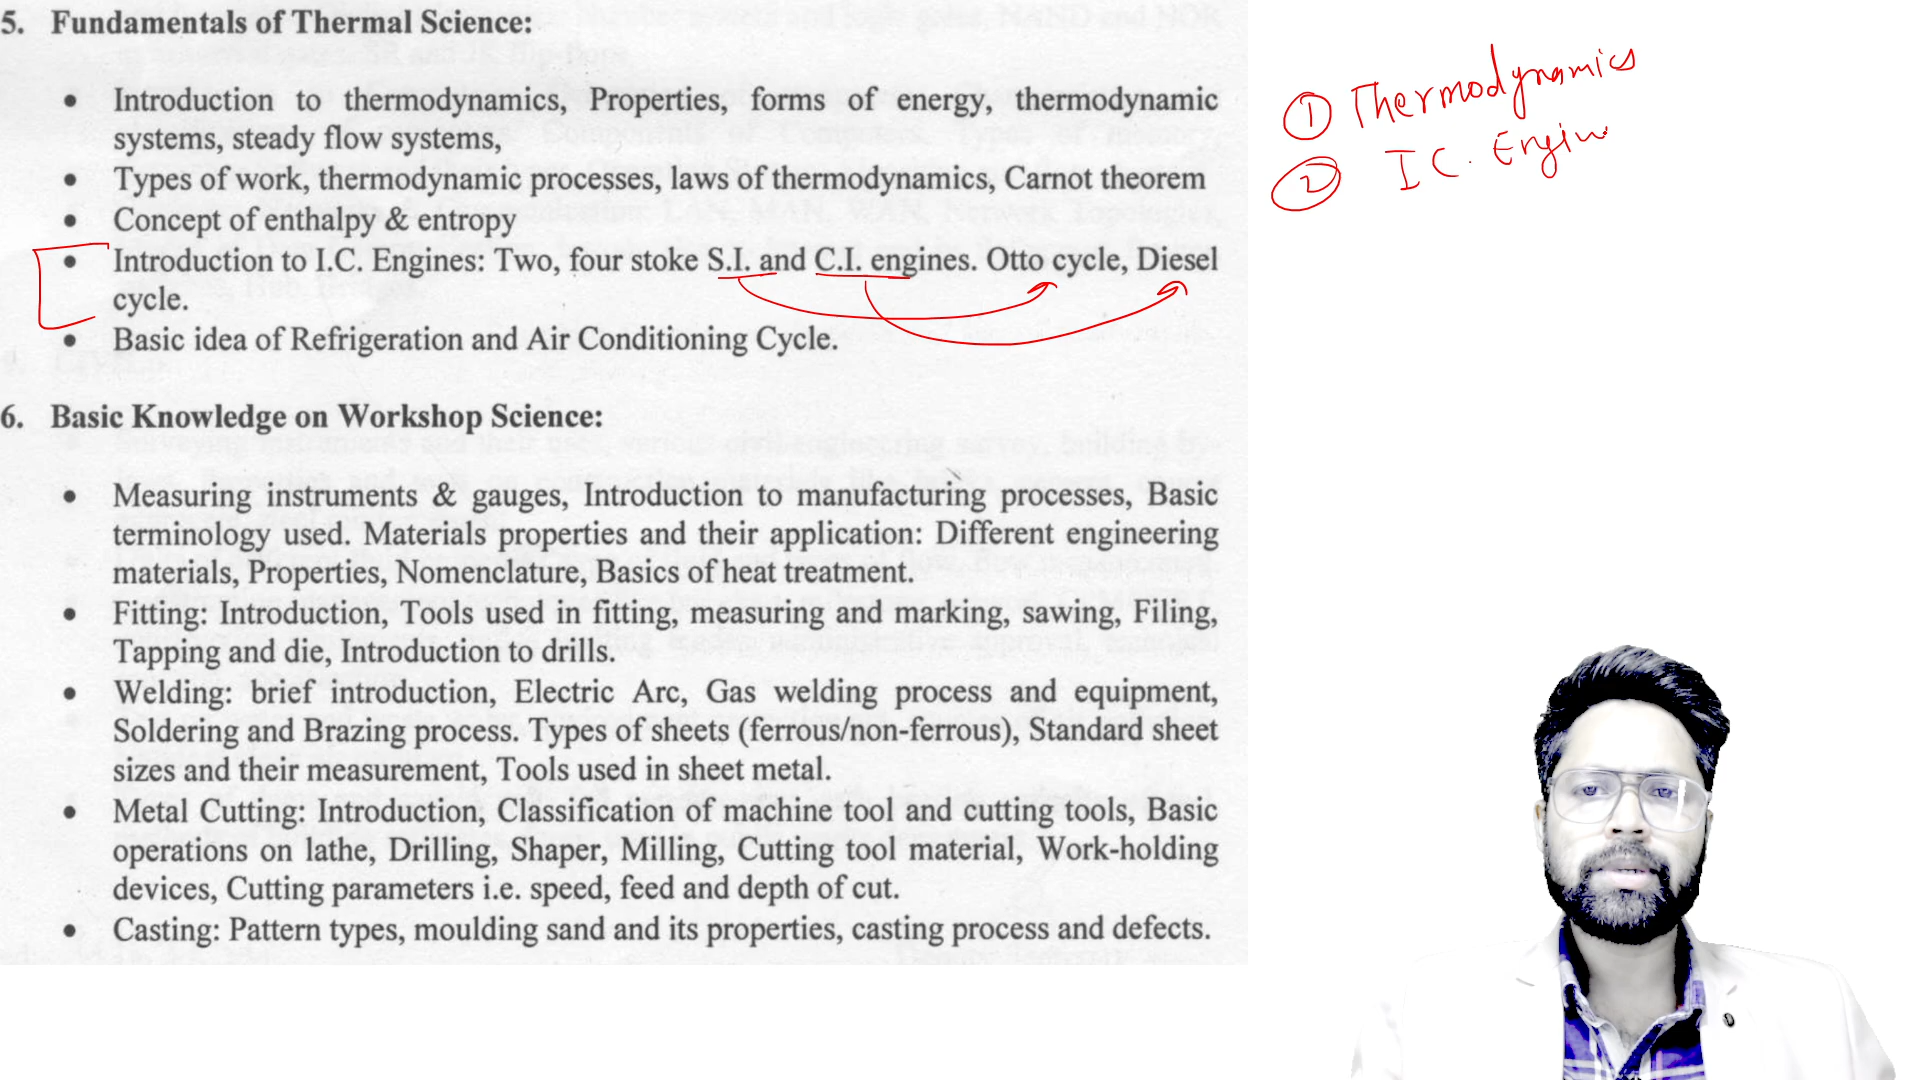 5. Fundamentals of Thermal Science:
• Introduction to thermodynamics, Properties, forms of energy, thermodynamic
systems, steady flow systems,
• Types of work, thermodynamic processes, laws of thermodynamics, Carnot theorem
• Concept of enthalpy & entropy
• Introduction to I.C. Engines: Two, four stoke S.I. and C.I. engines. Otto cycle, Diesel
cycle.
• Basic idea of Refrigeration and Air Conditioning Cycle.
6. Basic Knowledge on Workshop Science:
• Measuring instruments & gauges, Introduction to manufacturing processes, Basic
terminology used. Materials properties and their application: Different engineering
materials, Properties, Nomenclature, Basics of heat treatment.
• Fitting: Introduction, Tools used in fitting, measuring and marking, sawing, Filing,
Tapping and die, Introduction to drills.
• Welding: brief introduction, Electric Arc, Gas welding process and equipment,
Soldering and Brazing process. Types of sheets (ferrous/non-ferrous), Standard sheet
sizes and their measurement, Tools used in sheet metal.
• Metal Cutting: Introduction, Classification of machine tool and cutting tools, Basic
operations on lathe, Drilling, Shaper, Milling, Cutting tool material, Work-holding
devices, Cutting parameters i.e. speed, feed and depth of cut.
• Casting: Pattern types, moulding sand and its properties, casting process and defects.
① Thermodynamics
② I C. Engin